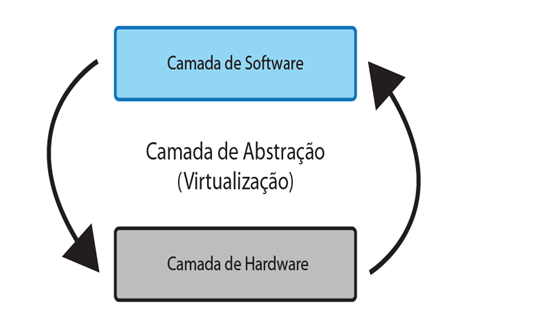 Camada de Software
Camada de Abstração
(Virtualização)
Camada de Hardware